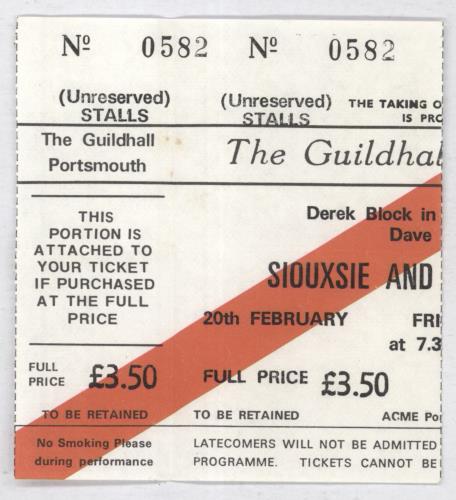 Nº 0582
(Unreserved)
STALLS
The Guildhall
Portsmouth
THIS
PORTION IS
ATTACHED TO
YOUR TICKET
IF PURCHASED
AT THE FULL
PRICE
FULL
PRICE £3.50
TO BE RETAINED
No Smoking Please
during performance
Nº 0582
(Unreserved)
STALLS
THE TAKING O
IS PRO
The Guildhal
Derek Block in
Dave
SIOUXSIE AND
20th FEBRUARY FRI
at 7.3
FULL PRICE £3.50
TO BE RETAINED ACME Po
LATECOMERS WILL NOT BE ADMITTED
PROGRAMME. TICKETS CANNOT BE